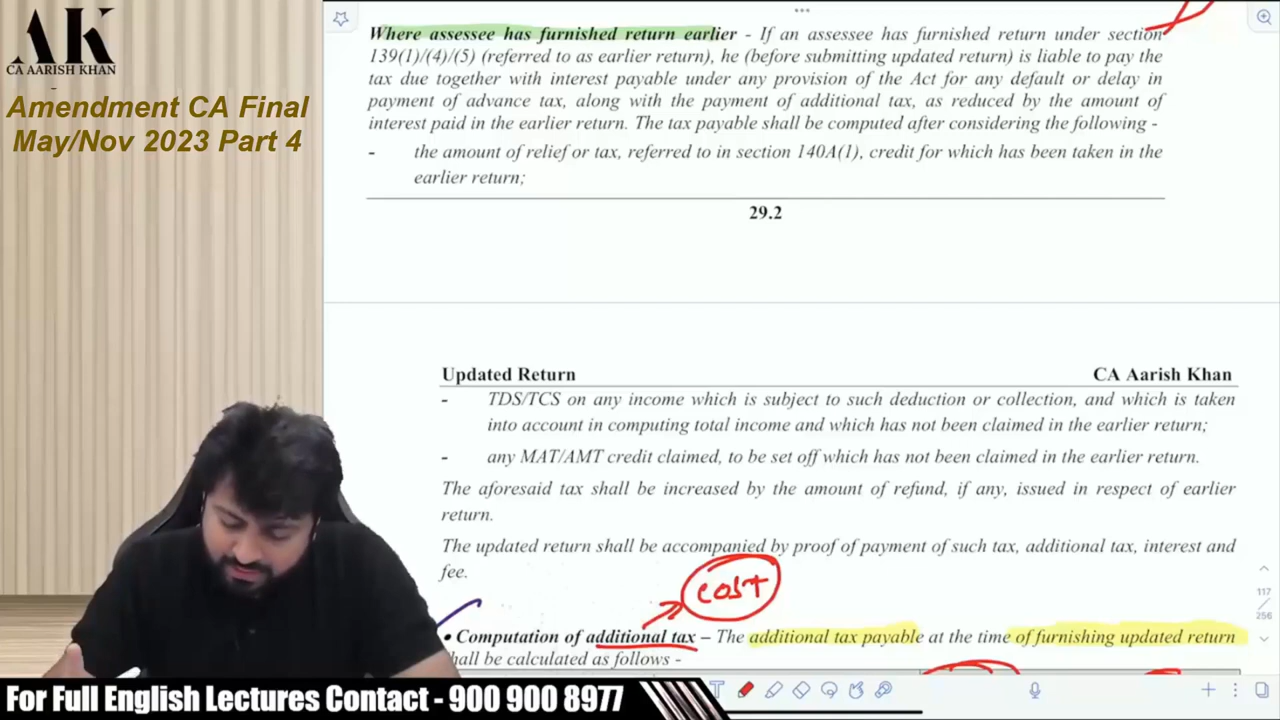 AK
CA AARISH KHAN
Amendment CA Final
May/Nov 2023 Part 4
Where assessee has furnished return earlier - If an assessee has furnished return under section
139(1)/(4)/(5) (referred to as earlier return), he (before submitting updated return) is liable to pay the
tax due together with interest payable under any provision of the Act for any default or delay in
payment of advance tax, along with the payment of additional tax, as reduced by the amount of
interest paid in the earlier return. The tax payable shall be computed after considering the following -
- the amount of relief or tax, referred to in section 140A(1), credit for which has been taken in the
earlier return;
29.2
Updated Return CA Aarish Khan
- TDS/TCS on any income which is subject to such deduction or collection, and which is taken
into account in computing total income and which has not been claimed in the earlier return;
- any MAT/AMT credit claimed, to be set off which has not been claimed in the earlier return.
The aforesaid tax shall be increased by the amount of refund, if any, issued in respect of earlier
return.
The updated return shall be accompanied by proof of payment of such tax, additional tax, interest and
fee.
cost
• Computation of additional tax – The additional tax payable at the time of furnishing updated return
shall be calculated as follows -
117
256
For Full English Lectures Contact - 900 900 8977